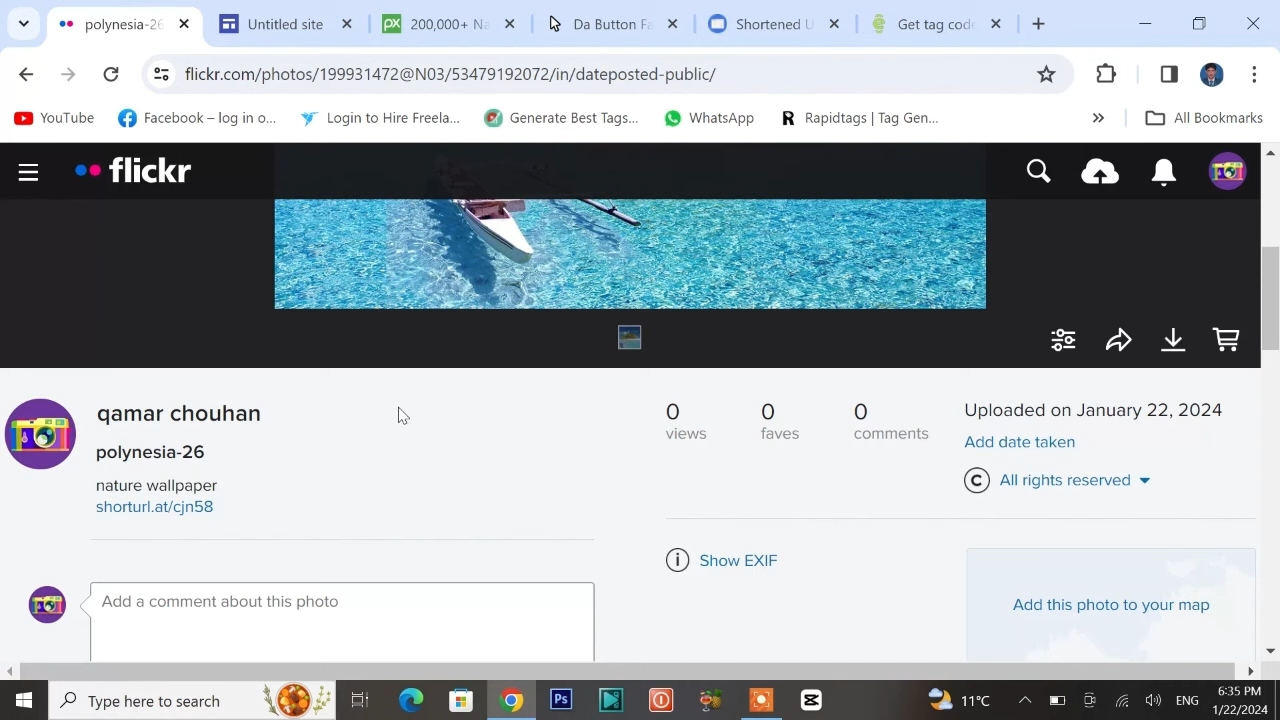 polynesia-26
Untitled site
200,000+ Na
Da Button Fa
Shortened U
Get tag code
flickr.com/photos/199931472@N03/53479192072/in/dateposted-public/
YouTube
Facebook – log in o...
Login to Hire Freela...
Generate Best Tags...
WhatsApp
Rapidtags | Tag Gen...
All Bookmarks
flickr
qamar chouhan
polynesia-26
nature wallpaper
shorturl.at/cjn58
0 views
0 faves
0 comments
Uploaded on January 22, 2024
Add date taken
All rights reserved
Show EXIF
Add this photo to your map
Add a comment about this photo
Type here to search
11°C
ENG
6:35 PM
1/22/2024